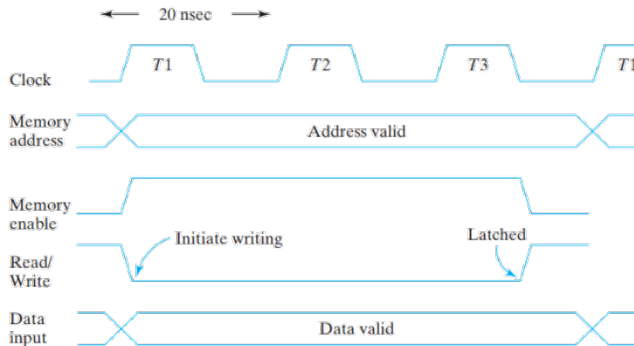 20 nsec
T1 T2 T3 T1
Clock
Memory
address
Address valid
Memory
enable
Initiate writing
Latched
Read/
Write
Data
input
Data valid